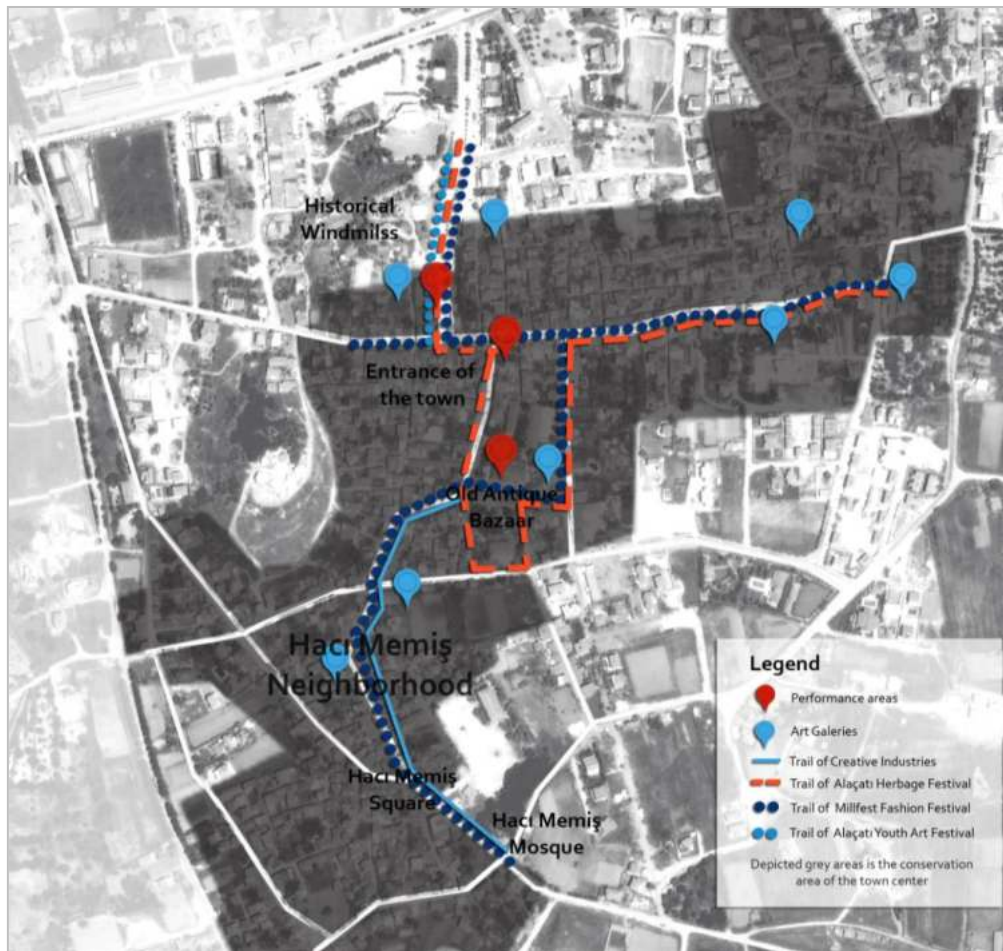 Historical
Windmilss
Entrance of
the town
Old Antique
Bazaar
Hacı Memiş
Neighborhood
Hacı Memiş
Square
Hacı Memiş
Mosque
Legend
Performance areas
Art Galeries
Trail of Creative Industries
Trail of Alaçatı Herbage Festival
Trail of Millfest Fashion Festival
Trail of Alaçatı Youth Art Festival
Depicted grey areas is the conservation
area of the town center